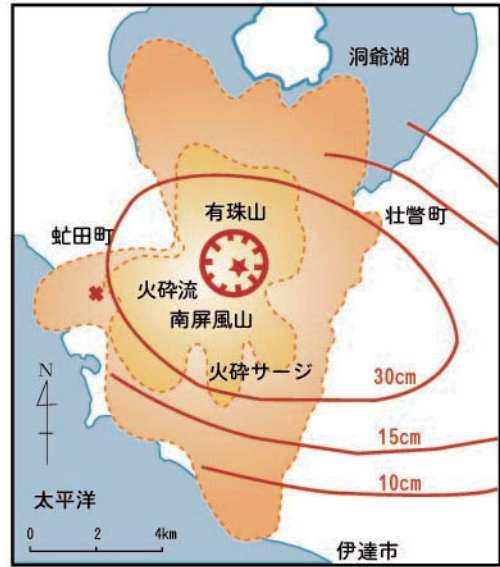 洞爺湖
有珠山
壮瞥町
虻田町
火砕流
南屏風山
火砕サージ
30cm
N
15cm
10cm
太平洋
0 2 4km
伊達市